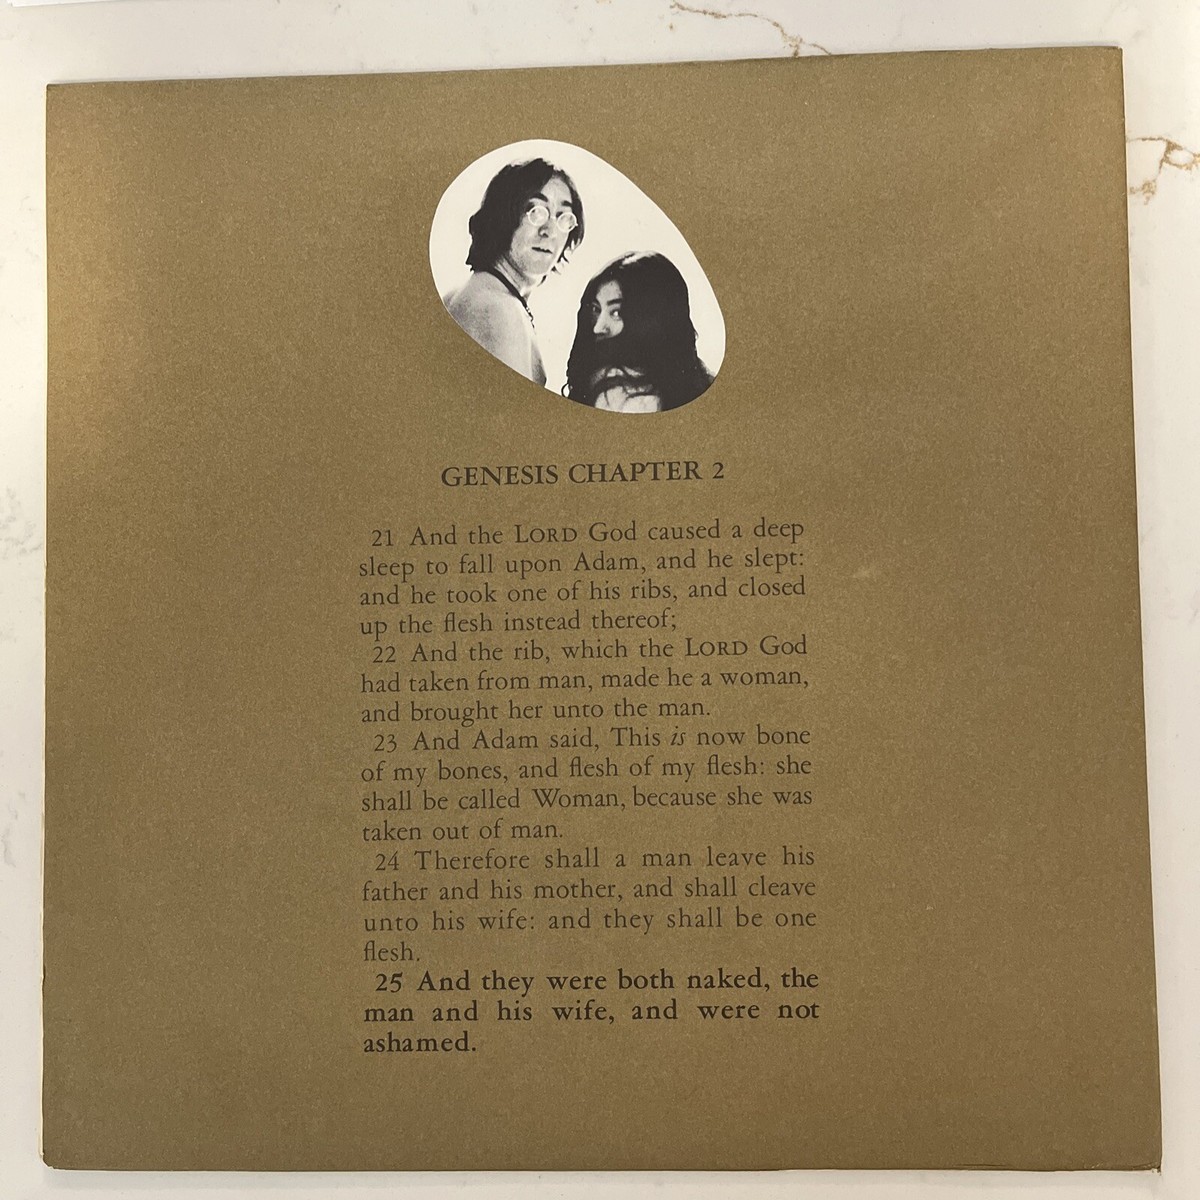 GENESIS CHAPTER 2
21 And the LORD God caused a deep
sleep to fall upon Adam, and he slept:
and he took one of his ribs, and closed
up the flesh instead thereof;
22 And the rib, which the LORD God
had taken from man, made he a woman,
and brought her unto the man.
23 And Adam said, This is now bone
of my bones, and flesh of my flesh: she
shall be called Woman, because she was
taken out of man.
24 Therefore shall a man leave his
father and his mother, and shall cleave
unto his wife: and they shall be one
flesh.
25 And they were both naked, the
man and his wife, and were not
ashamed.